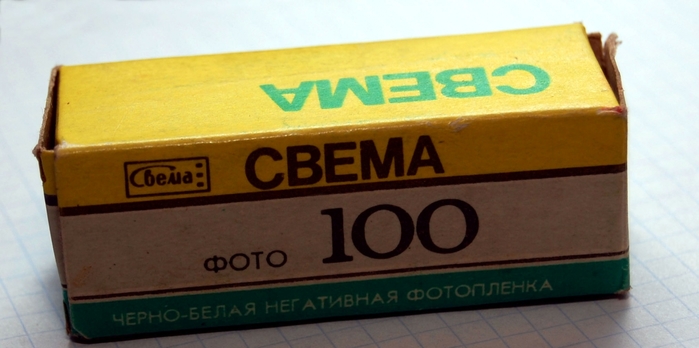 СВЕМА
Свема СВЕМА
ФОТО 100
ЧЕРНО-БЕЛАЯ НЕГАТИВНАЯ ФОТОПЛЕНКА